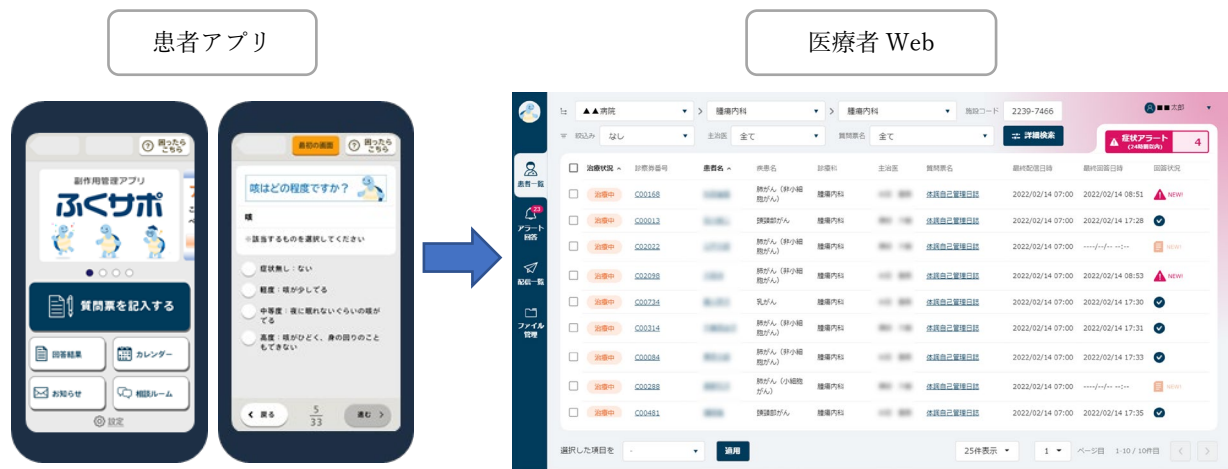 患者アプリ
医療者 Web
困ったら
こちら
副作用管理アプリ
ふくサポ
質問票を記入する
回答結果
カレンダー
お知らせ
相談ルーム
設定
最初の画面
困ったら
こちら
咳はどの程度ですか?
咳
※該当するものを選択してください
症状無し:ない
軽度:咳が少しでる
中等度:夜に眠れないぐらいの咳が
でる
高度:咳がひどく、身の回りのこと
もできない
戻る
5
33
進む
▲▲病院 > 腫瘍内科 > 腫瘍内科 施設コード 2239-7466
■■太郎
絞込み なし 主治医 全て 質問票名 全て 詳細検索
症状アラート
(24時間以内)
4
患者一覧
23
アラート
回答
配信一覧
ファイル
管理
治療状況 診察券番号 患者名 疾患名 診療科 主治医 質問票名 最終配信日時 最終回答日時 回答状況
治療中 C00168 肺がん(非小細
胞がん) 腫瘍内科 体調自己管理日誌 2022/02/14 07:00 2022/02/14 08:51 NEW!
治療中 C00013 頭頚部がん 腫瘍内科 体調自己管理日誌 2022/02/14 07:00 2022/02/14 17:28
治療中 C02022 肺がん(非小細
胞がん) 腫瘍内科 体調自己管理日誌 2022/02/14 07:00 ----/--/-- --:-- NEW!
治療中 C02098 肺がん(非小細
胞がん) 腫瘍内科 体調自己管理日誌 2022/02/14 07:00 2022/02/14 08:53 NEW!
治療中 C00734 乳がん 腫瘍内科 体調自己管理日誌 2022/02/14 07:00 2022/02/14 17:30
治療中 C00314 肺がん(非小細
胞がん) 腫瘍内科 体調自己管理日誌 2022/02/14 07:00 2022/02/14 17:31
治療中 C00084 肺がん(非小細
胞がん) 腫瘍内科 体調自己管理日誌 2022/02/14 07:00 2022/02/14 17:33
治療中 C00288 肺がん(小細胞
がん) 腫瘍内科 体調自己管理日誌 2022/02/14 07:00 ----/--/-- --:-- NEW!
治療中 C00481 頭頚部がん 腫瘍内科 体調自己管理日誌 2022/02/14 07:00 2022/02/14 17:35
選択した項目を - 適用 25件表示 1 ページ目 1-10 / 10件目